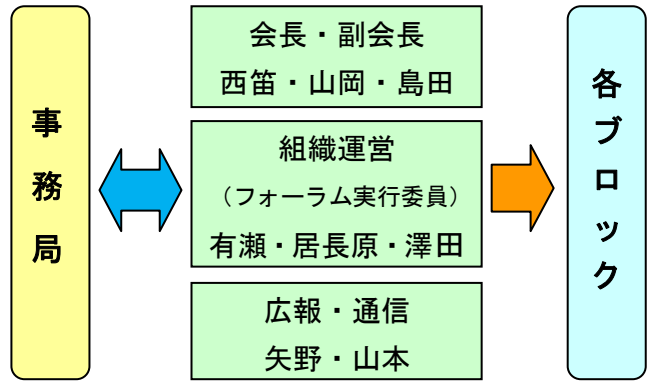 事務局
会長・副会長
西笛・山岡・島田
組織運営
（フォーラム実行委員）
有瀬・居長原・澤田
広報・通信
矢野・山本
各ブロック